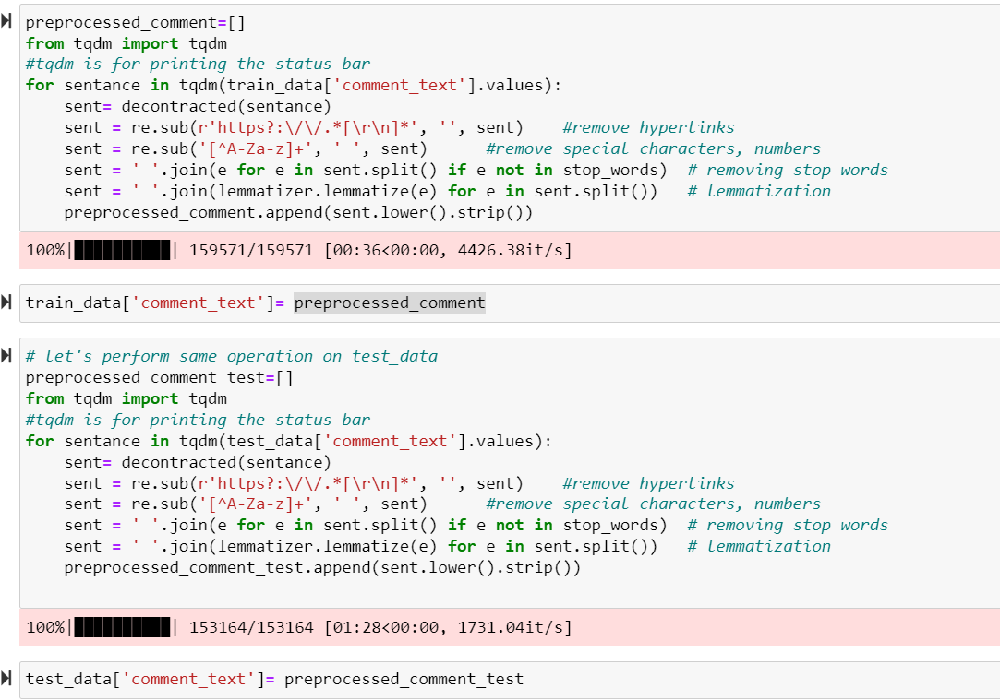 preprocessed_comment=[]
from tqdm import tqdm
#tqdm is for printing the status bar
for sentance in tqdm(train_data['comment_text'].values):
    sent= decontracted(sentance)
    sent = re.sub(r'https?:\/\/.*[\r\n]*', '', sent)    #remove hyperlinks
    sent = re.sub('[^A-Za-z]+', ' ', sent)      #remove special characters, numbers
    sent = ' '.join(e for e in sent.split() if e not in stop_words)  # removing stop words
    sent = ' '.join(lemmatizer.lemmatize(e) for e in sent.split())   # lemmatization
    preprocessed_comment.append(sent.lower().strip())
100%|██████████| 159571/159571 [00:36<00:00, 4426.38it/s]
train_data['comment_text']= preprocessed_comment
# let's perform same operation on test_data
preprocessed_comment_test=[]
from tqdm import tqdm
#tqdm is for printing the status bar
for sentance in tqdm(test_data['comment_text'].values):
    sent= decontracted(sentance)
    sent = re.sub(r'https?:\/\/.*[\r\n]*', '', sent)    #remove hyperlinks
    sent = re.sub('[^A-Za-z]+', ' ', sent)      #remove special characters, numbers
    sent = ' '.join(e for e in sent.split() if e not in stop_words)  # removing stop words
    sent = ' '.join(lemmatizer.lemmatize(e) for e in sent.split())   # lemmatization
    preprocessed_comment_test.append(sent.lower().strip())
100%|██████████| 153164/153164 [01:28<00:00, 1731.04it/s]
test_data['comment_text']= preprocessed_comment_test